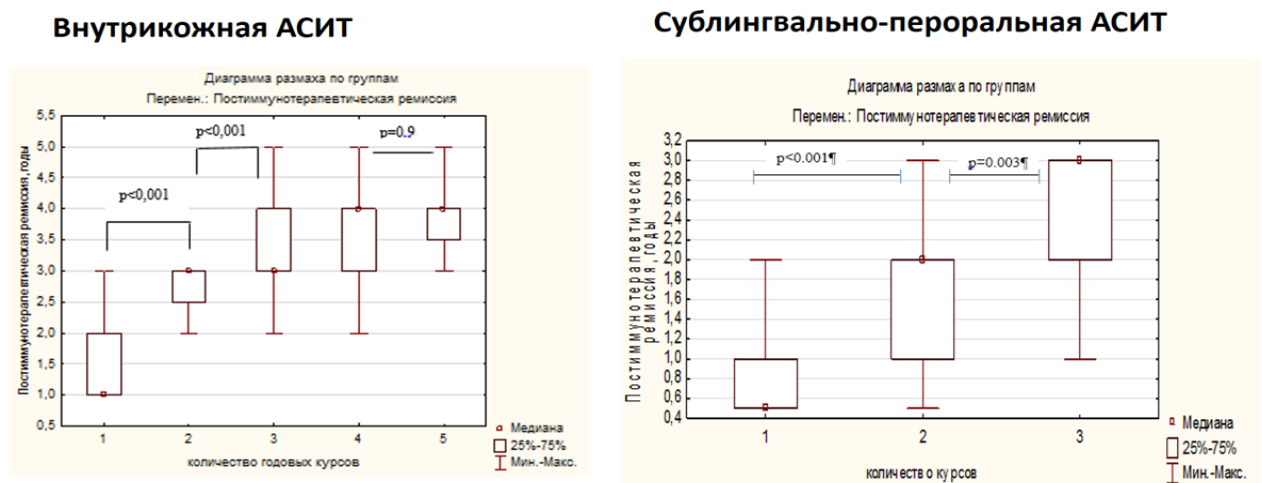 Внутрикожная АСИТ
Диаграмма размаха по группам
Перемен.: Постиммунотерапевтическая ремиссия
Постиммунотерапевтическая ремиссия, годы
5,5
5,0
4,5
4,0
3,5
3,0
2,5
2,0
1,5
1,0
0,5
p<0,001
p<0,001
p=0.9
1 2 3 4 5
количество годовых курсов
Медиана
25%-75%
Мин.-Макс.
Сублингвально-пероральная АСИТ
Диаграмма размаха по группам
Перемен.: Постиммунотерапевтическая ремиссия
Постиммунотерапевтическая
ремиссия, годы
3,2
3,0
2,8
2,6
2,4
2,2
2,0
1,8
1,6
1,4
1,2
1,0
0,8
0,6
0,4
p<0.001¶
p=0.003¶
1 2 3
количество курсов
Медиана
25%-75%
Мин.-Макс.